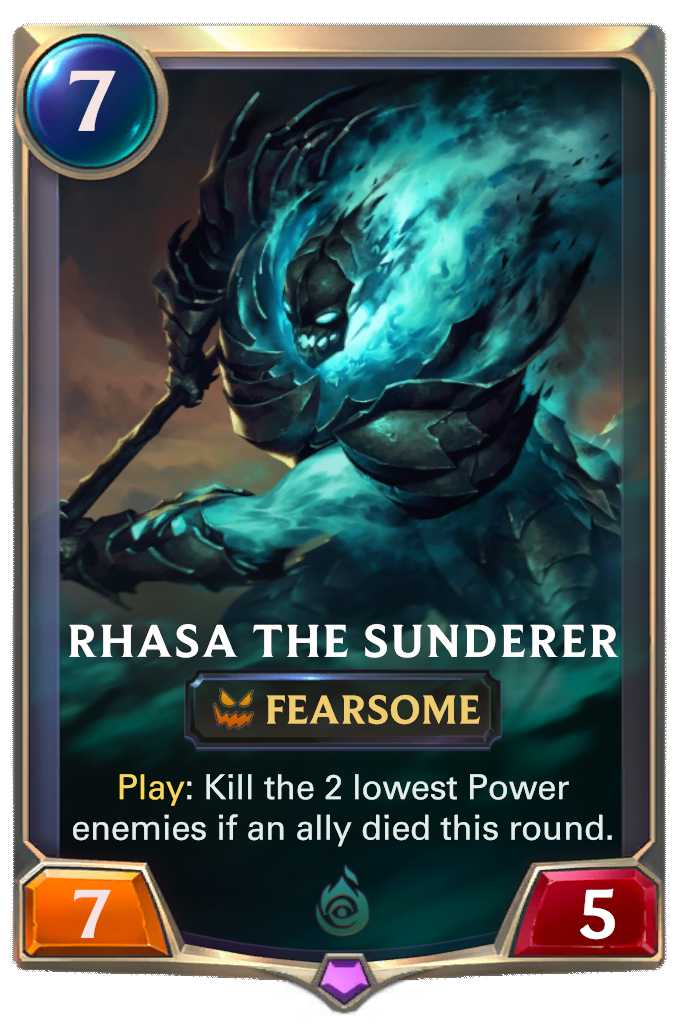 7
RHASA THE SUNDERER
FEARSOME
Play: Kill the 2 lowest Power
enemies if an ally died this round.
7
5